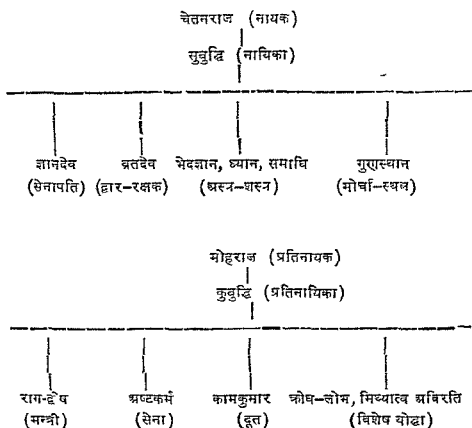 चेतनराज (नायक)
सुबुद्धि (नायिका)
ज्ञानदेव व्रतदेव भेदज्ञान, ध्यान, समाधि गुणस्थान
(सेनापति) (द्वार-रक्षक) (अस्त्र-शस्त्र) (मोर्चा-स्थल)
मोहराज (प्रतिनायक)
कुबुद्धि (प्रतिनायिका)
राग-द्वेष अष्टकर्म कामकुमार क्रोध-लोभ, मिथ्यात्व अविरति
(मन्त्री) (सेना) (दूत) (विशेष योद्धा)